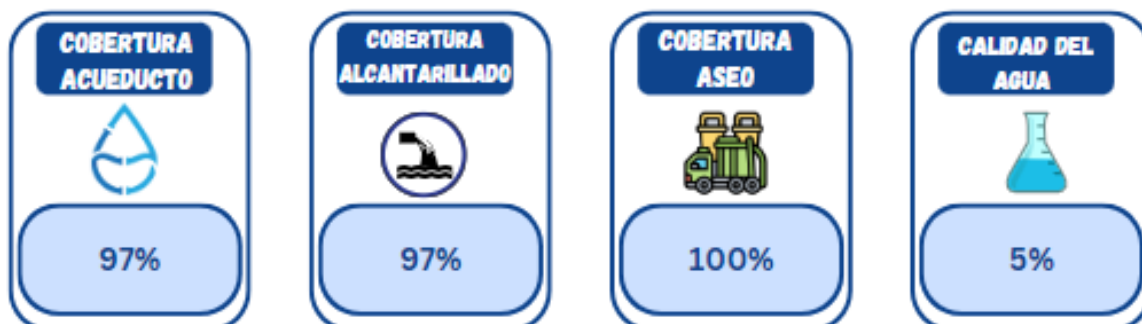 COBERTURA
ACUEDUCTO
97%
COBERTURA
ALCANTARILLADO
97%
COBERTURA
ASEO
100%
CALIDAD DEL
AGUA
5%